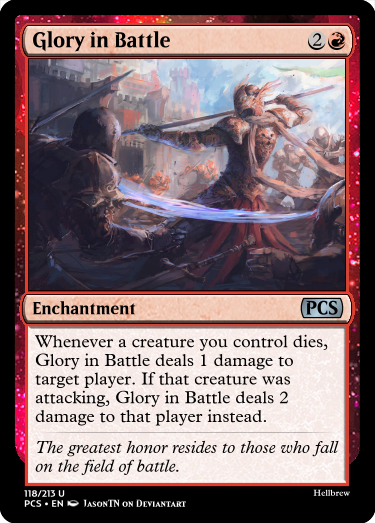 Glory in Battle 2
Enchantment PCS
Whenever a creature you control dies,
Glory in Battle deals 1 damage to
target player. If that creature was
attacking, Glory in Battle deals 2
damage to that player instead.
The greatest honor resides to those who fall
on the field of battle.
118/213 U Hellbrew
PCS • EN JasonTN on Deviantart